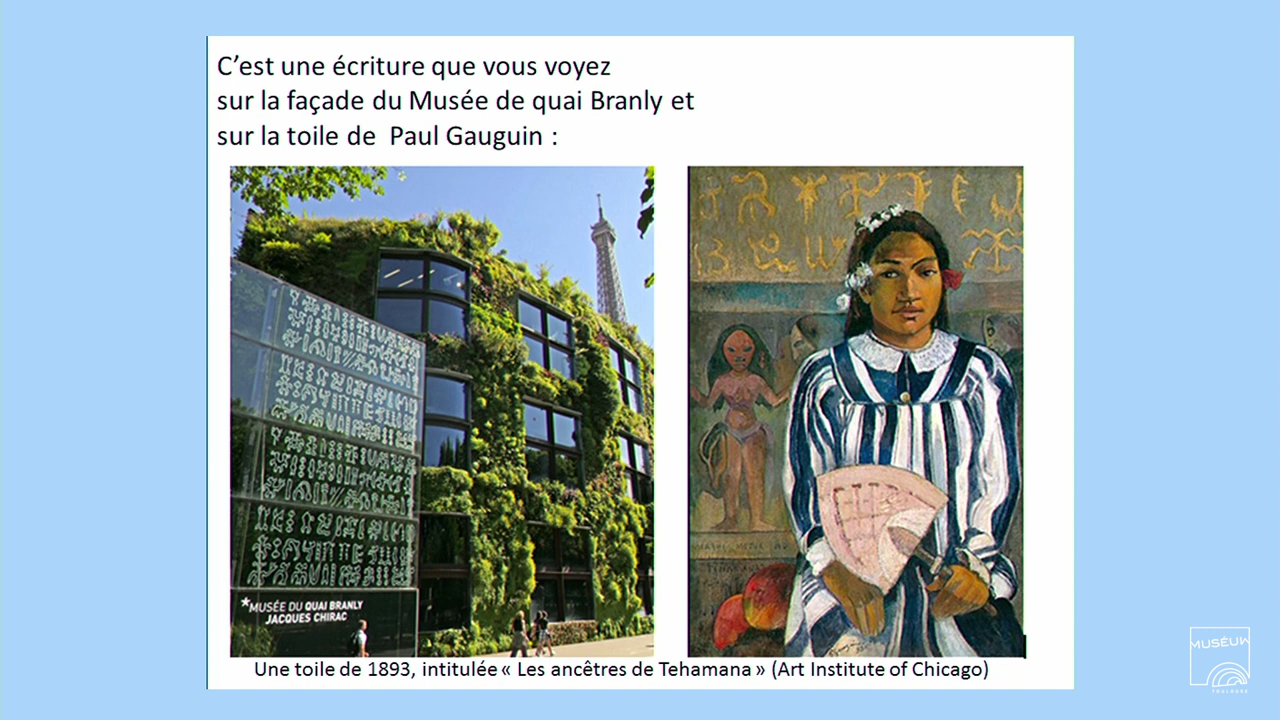 C’est une écriture que vous voyez
sur la façade du Musée de quai Branly et
sur la toile de  Paul Gauguin :
*MUSÉE DU QUAI BRANLY
JACQUES CHIRAC
Une toile de 1893, intitulée « Les ancêtres de Tehamana » (Art Institute of Chicago)
MUSÉUM
TOULOUSE